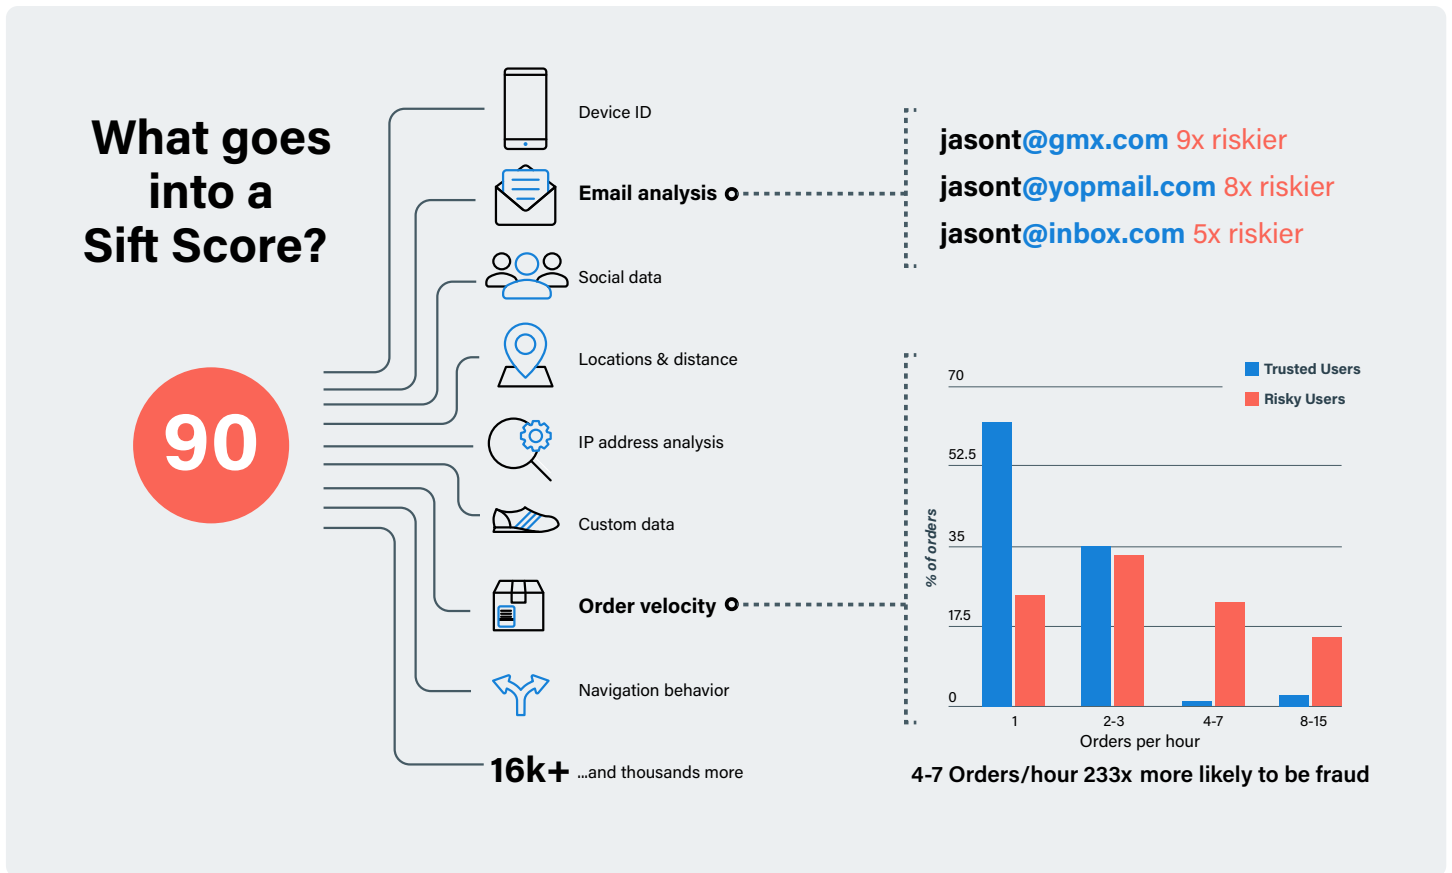 What goes
into a
Sift Score?
90
Device ID
Email analysis
Social data
Locations & distance
IP address analysis
Custom data
Order velocity
Navigation behavior
16k+ ...and thousands more
jasont@gmx.com 9x riskier
jasont@yopmail.com 8x riskier
jasont@inbox.com 5x riskier
Trusted Users
Risky Users
70
52.5
35
17.5
0
% of orders
1 2-3 4-7 8-15
Orders per hour
4-7 Orders/hour 233x more likely to be fraud